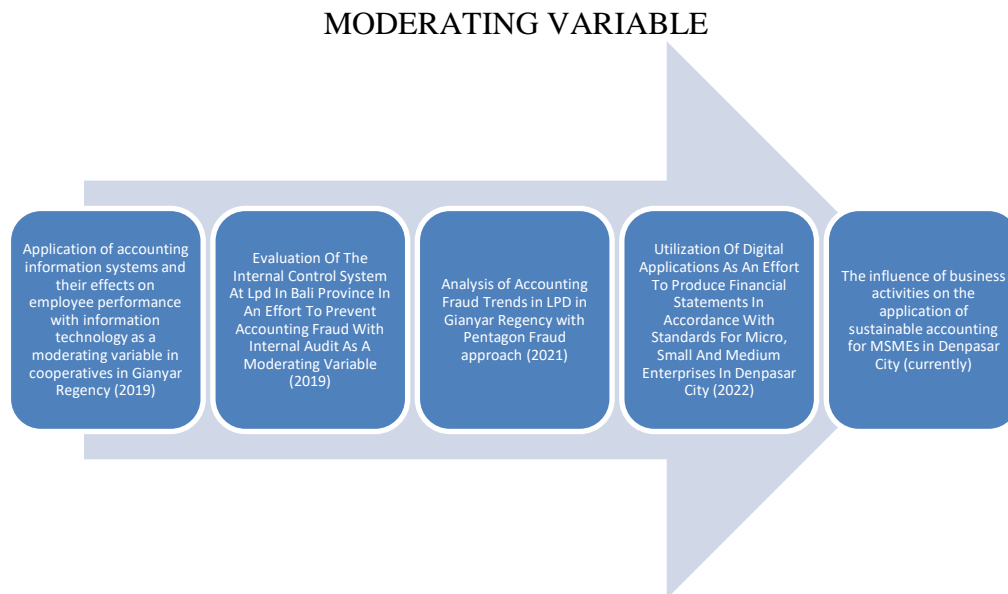 MODERATING VARIABLE
Application of accounting
information systems and
their effects on
employee performance
with information
technology as a
moderating variable in
cooperatives in Gianyar
Regency (2019)
Evaluation Of The
Internal Control System
At Lpd In Bali Province In
An Effort To Prevent
Accounting Fraud With
Internal Audit As A
Moderating Variable
(2019)
Analysis of Accounting
Fraud Trends in LPD in
Gianyar Regency with
Pentagon Fraud
approach (2021)
Utilization Of Digital
Applications As An Effort
To Produce Financial
Statements In
Accordance With
Standards For Micro,
Small And Medium
Enterprises In Denpasar
City (2022)
The influence of business
activities on the
application of
sustainable accounting
for MSMEs in Denpasar
City (currently)